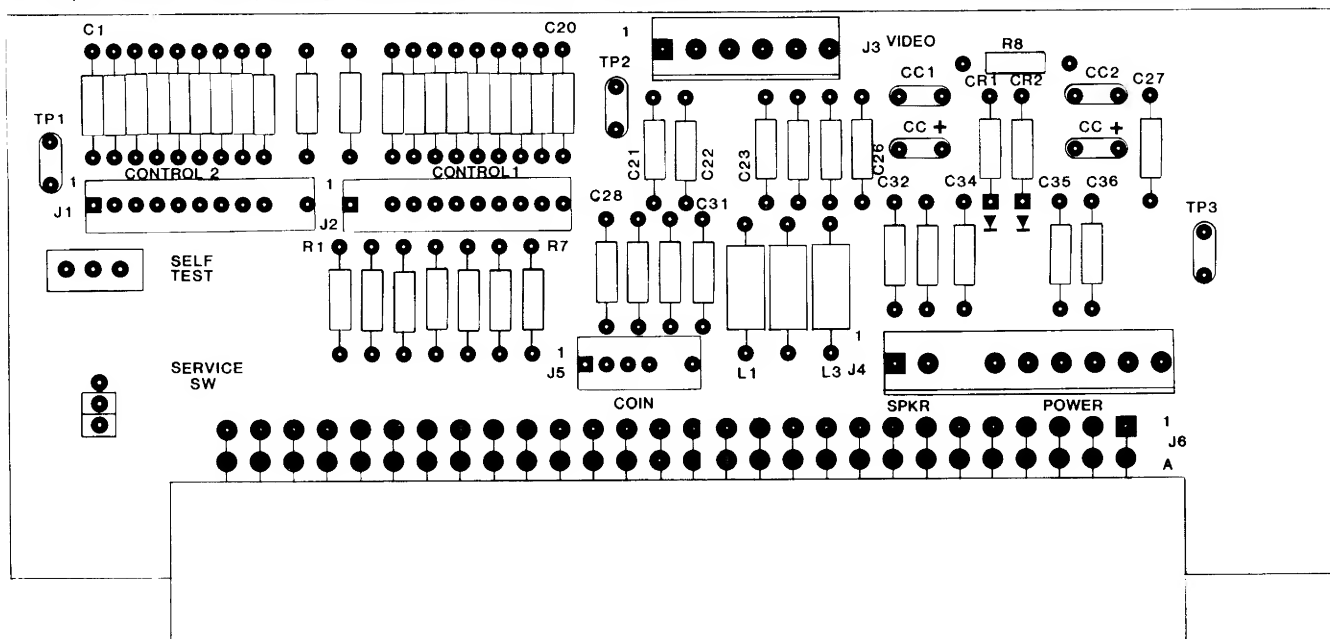 C1
C20
1
J3
VIDEO
R8
TP2
CC1
CR1
CR2
CC2
C27
TP1
CC +
CC +
C21
C22
C23
C26
CONTROL 2
CONTROL 1
1
1
J1
J2
C28
C31
C32
C34
C35
C36
TP3
R1
R7
SELF
TEST
1
1
J5
L1
L3
J4
SERVICE
SW
COIN
SPKR
POWER
1
J6
A